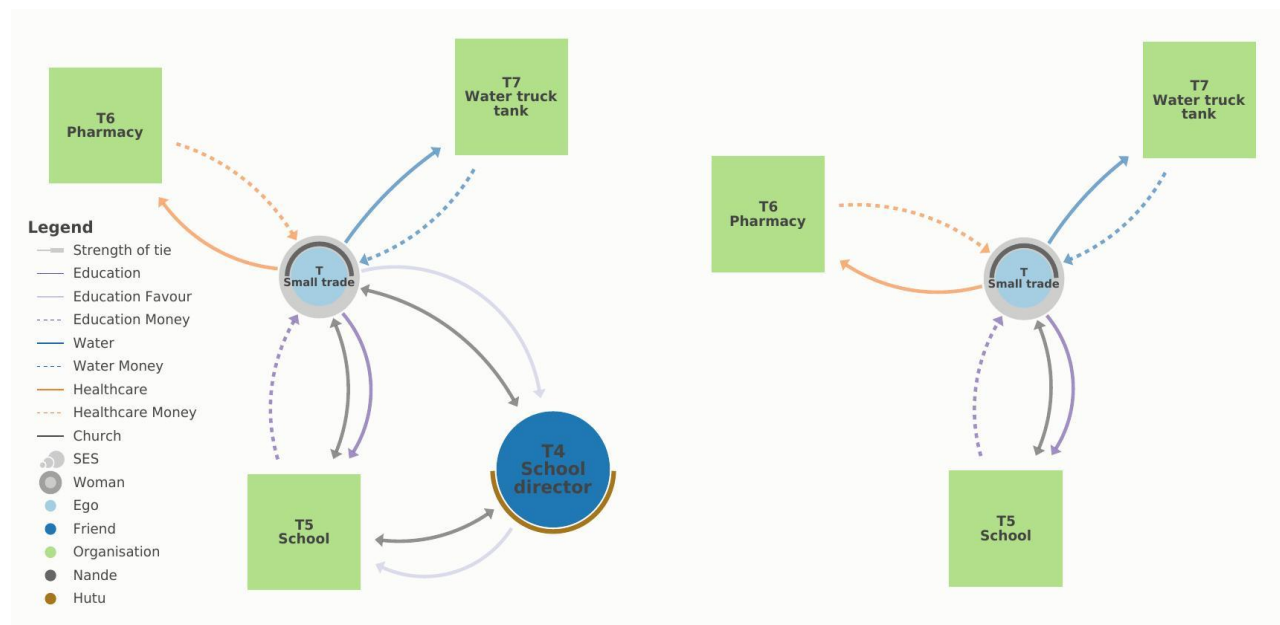 T6
Pharmacy
T7
Water truck
tank
T
Small trade
T4
School
director
T5
School
Legend
Strength of tie
Education
Education Favour
Education Money
Water
Water Money
Healthcare
Healthcare Money
Church
SES
Woman
Ego
Friend
Organisation
Nande
Hutu
T6
Pharmacy
T7
Water truck
tank
T
Small trade
T5
School